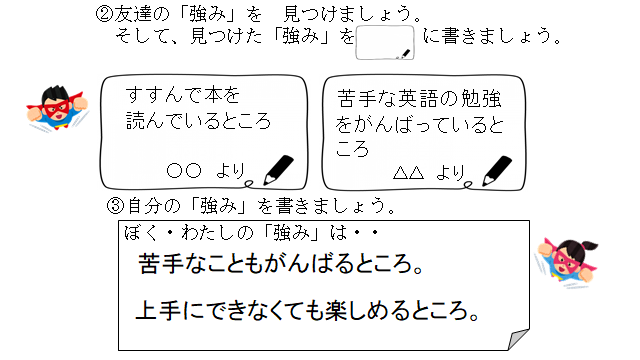 ②友達の「強み」を　見つけましょう。
そして、見つけた「強み」を　に書きましょう。
すすんで本を
読んでいるところ
〇〇　より
苦手な英語の勉強
をがんばっていると
ころ
△△　より
③自分の「強み」を書きましょう。
ぼく・わたしの「強み」は・・
苦手なこともがんばるところ。
上手にできなくても楽しめるところ。